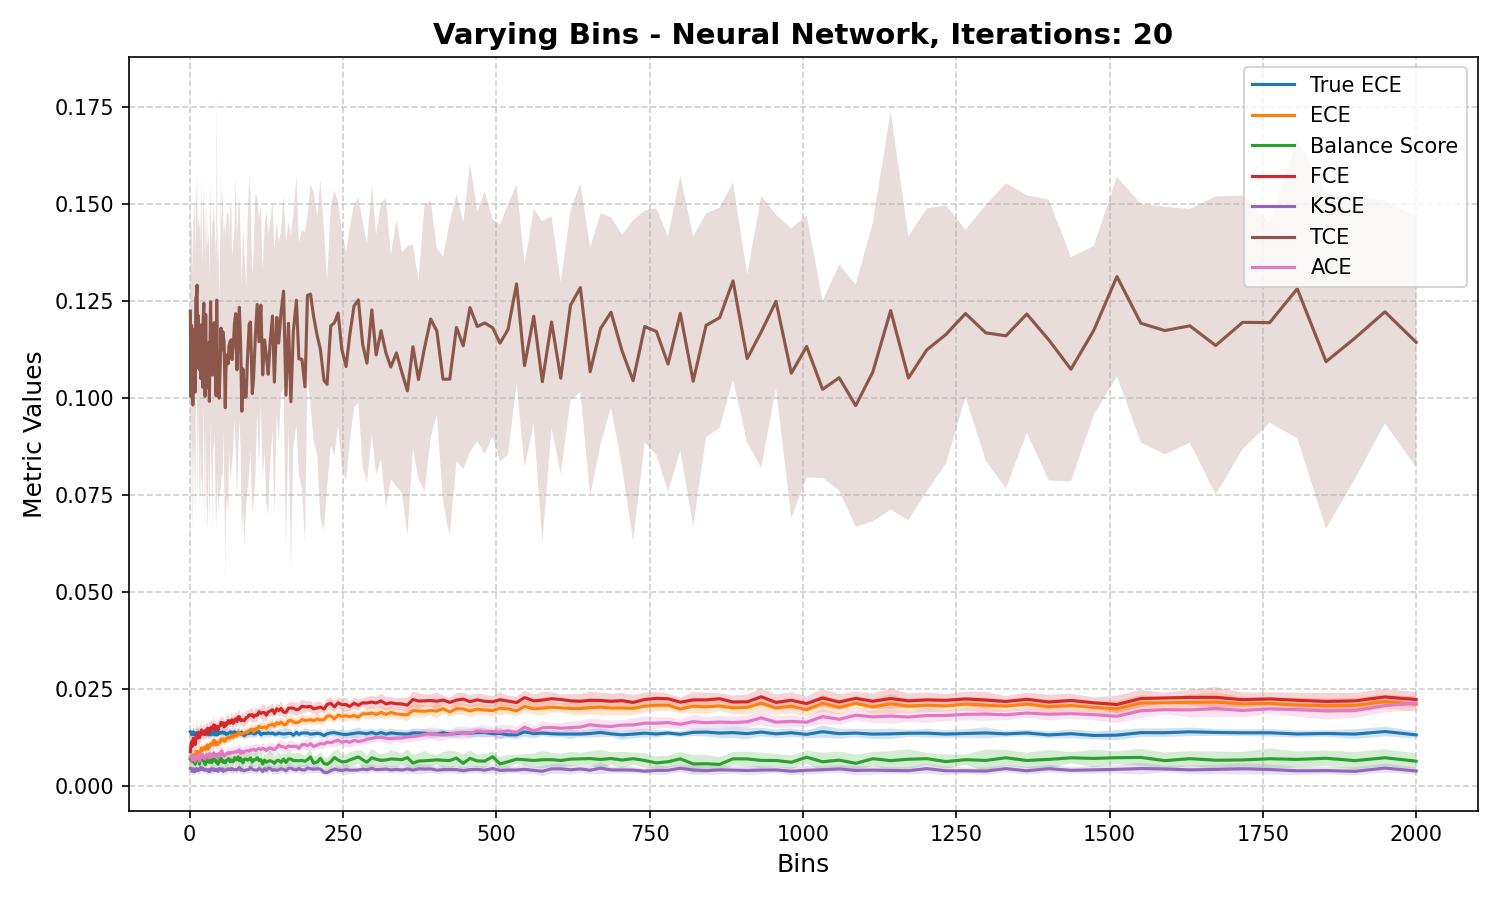 Varying Bins - Neural Network, Iterations: 20
True ECE
ECE
Balance Score
FCE
KSCE
TCE
ACE
Metric Values
0.175
0.150
0.125
0.100
0.075
0.050
0.025
0.000
0
250
500
750
1000
1250
1500
1750
2000
Bins